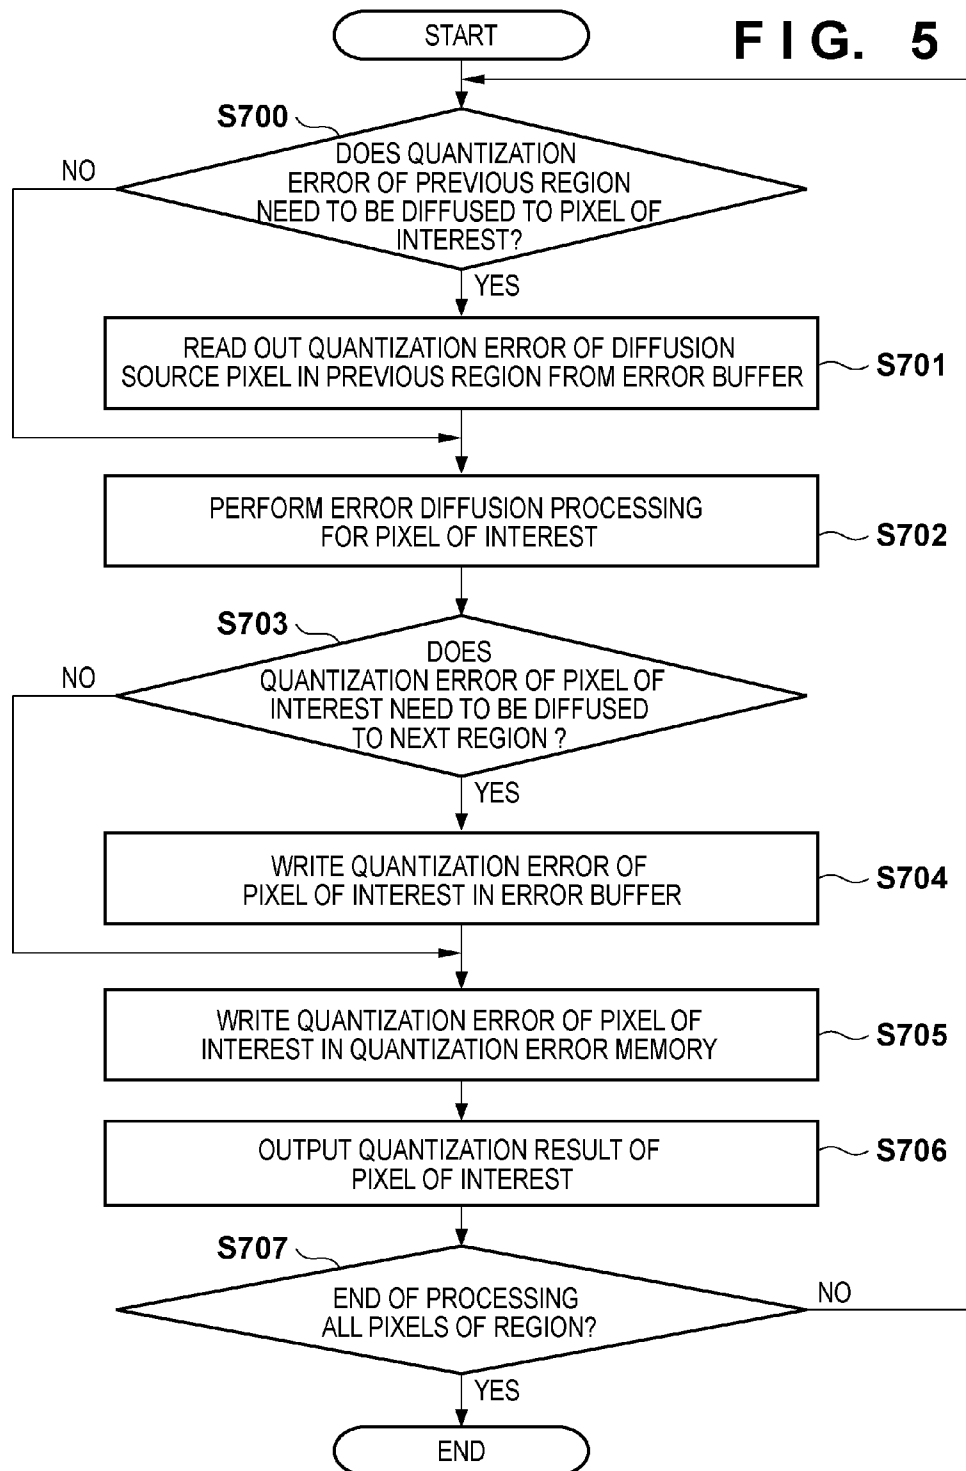 START
F I G. 5
S700
DOES QUANTIZATION
ERROR OF PREVIOUS REGION
NEED TO BE DIFFUSED TO PIXEL OF
INTEREST?
NO
YES
READ OUT QUANTIZATION ERROR OF DIFFUSION
SOURCE PIXEL IN PREVIOUS REGION FROM ERROR BUFFER
S701
PERFORM ERROR DIFFUSION PROCESSING
FOR PIXEL OF INTEREST
S702
S703
DOES
QUANTIZATION ERROR OF PIXEL OF
INTEREST NEED TO BE DIFFUSED
TO NEXT REGION ?
NO
YES
WRITE QUANTIZATION ERROR OF
PIXEL OF INTEREST IN ERROR BUFFER
S704
WRITE QUANTIZATION ERROR OF PIXEL OF
INTEREST IN QUANTIZATION ERROR MEMORY
S705
OUTPUT QUANTIZATION RESULT OF
PIXEL OF INTEREST
S706
S707
END OF PROCESSING
ALL PIXELS OF REGION?
NO
YES
END